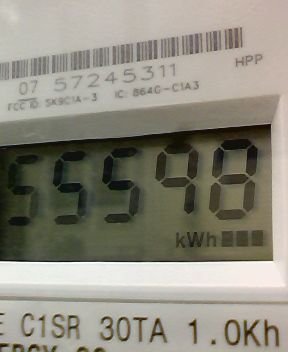 07 57245311
HPP
FCC ID: SK9C1A-3 IC: 864G-C1A3
55598
kWh
C1SR 30TA 1.0Kh